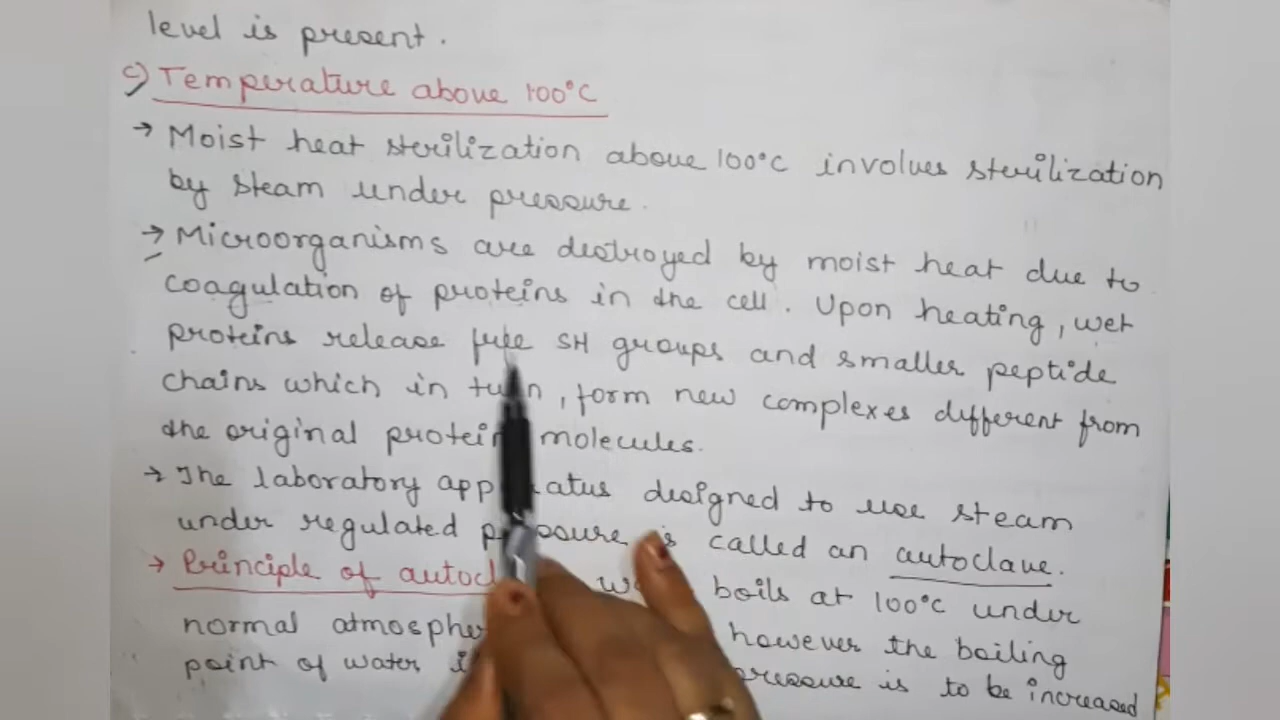 level is present.
c) Temperature above 100°C
→ Moist heat sterilization above 100°C involves sterilization
by steam under pressure.
→ Microorganisms are destroyed by moist heat due to
coagulation of proteins in the cell. Upon heating, wet
proteins release free SH groups and smaller peptide
chains which in turn, form new complexes different from
the original protein molecules.
→ The laboratory apparatus designed to use steam
under regulated pressure is called an autoclave.
→ Principle of boils at 100°C under
normal however the boiling
point of water pressure is to be increased